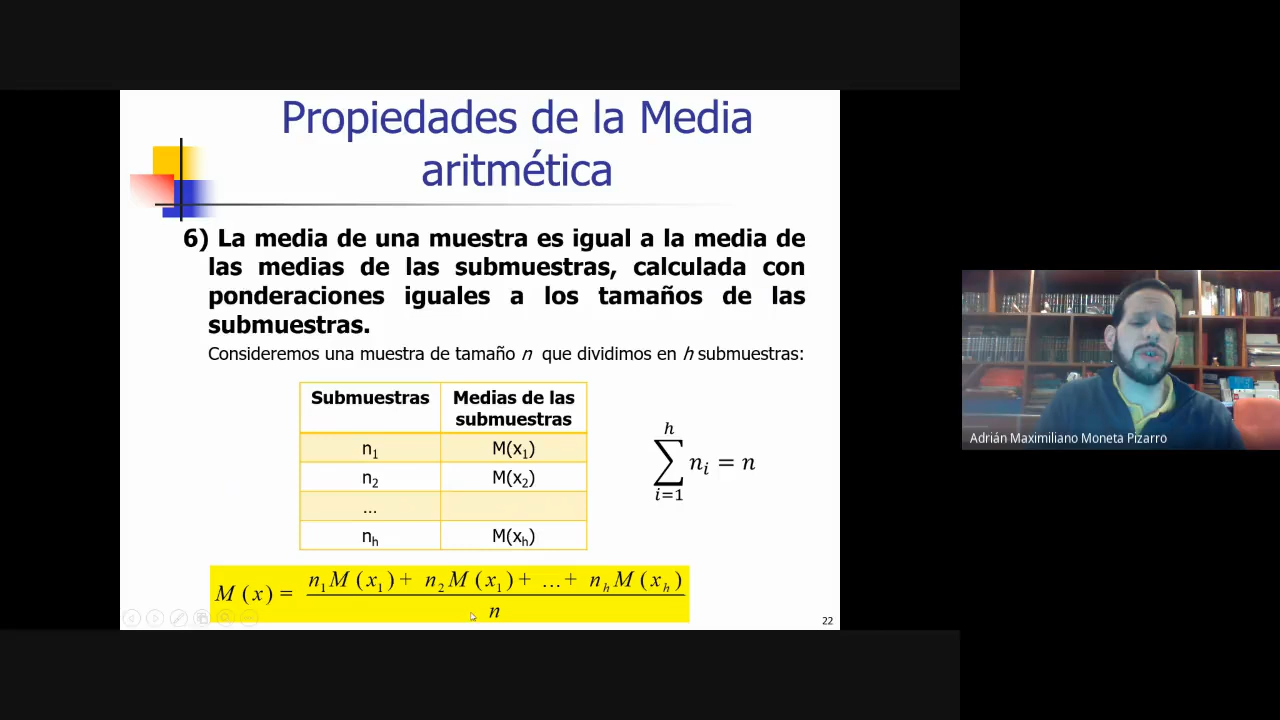 Propiedades de la Media
aritmética
6) La media de una muestra es igual a la media de
las medias de las submuestras, calculada con
ponderaciones iguales a los tamaños de las
submuestras.
Consideremos una muestra de tamaño n que dividimos en h submuestras:
Submuestras Medias de las submuestras
n₁ M(x₁)
n₂ M(x₂)
...
nₕ M(xₕ)
∑_{i=1}^{h} nᵢ = n
M (x) = (n₁M (x₁) + n₂M (x₁) + ... + nₕM (xₕ)) / n
22
Adrián Maximiliano Moneta Pizarro